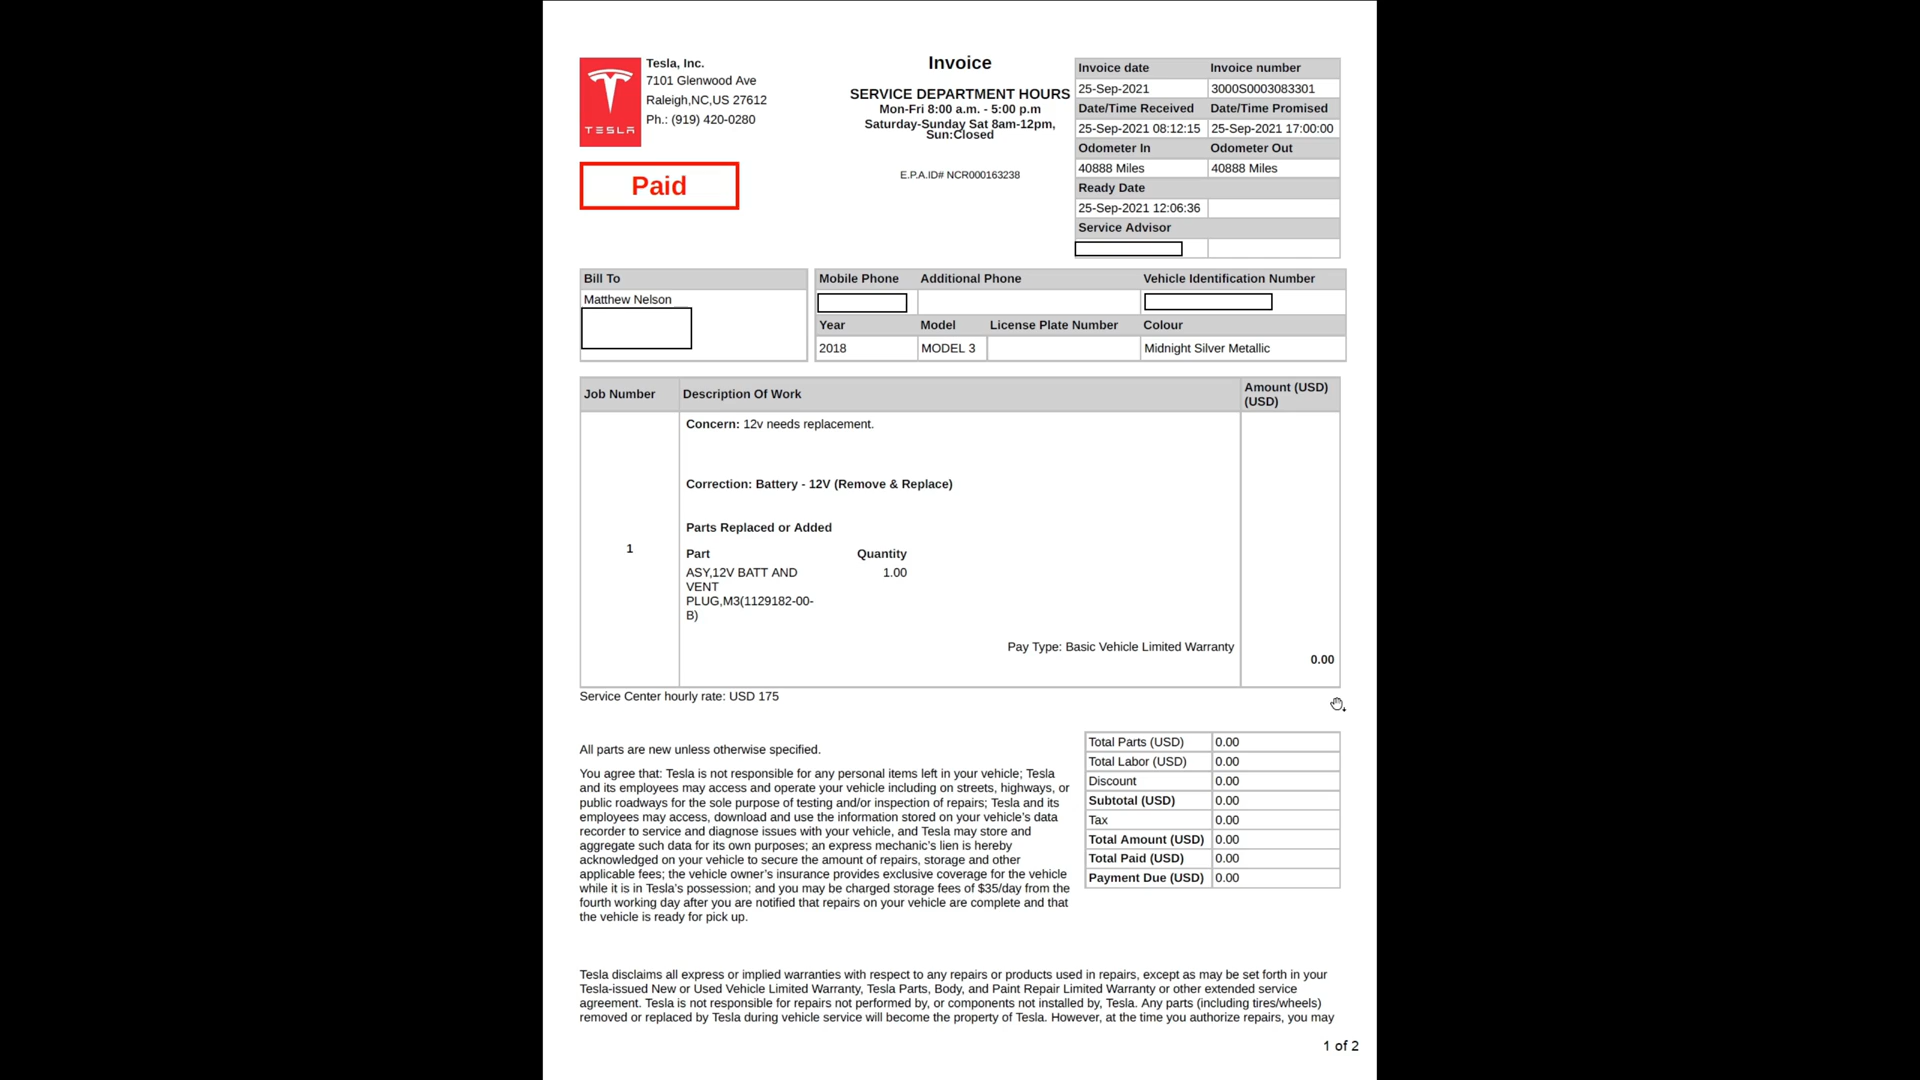 Tesla, Inc.
7101 Glenwood Ave
Raleigh,NC,US 27612
Ph.: (919) 420-0280
TESLA
Paid
Invoice
SERVICE DEPARTMENT HOURS
Mon-Fri 8:00 a.m. - 5:00 p.m
Saturday-Sunday Sat 8am-12pm,
Sun:Closed
E.P.A.ID# NCR000163238
Invoice date Invoice number
25-Sep-2021 3000S0003083301
Date/Time Received Date/Time Promised
25-Sep-2021 08:12:15 25-Sep-2021 17:00:00
Odometer In Odometer Out
40888 Miles 40888 Miles
Ready Date
25-Sep-2021 12:06:36
Service Advisor
Bill To
Matthew Nelson
Mobile Phone Additional Phone Vehicle Identification Number
Year Model License Plate Number Colour
2018 MODEL 3 Midnight Silver Metallic
Job Number Description Of Work Amount (USD)
(USD)
Concern: 12v needs replacement.
Correction: Battery - 12V (Remove & Replace)
Parts Replaced or Added
1
Part Quantity
ASY,12V BATT AND 1.00
VENT
PLUG,M3(1129182-00-
B)
Pay Type: Basic Vehicle Limited Warranty
0.00
Service Center hourly rate: USD 175
All parts are new unless otherwise specified.
You agree that: Tesla is not responsible for any personal items left in your vehicle; Tesla
and its employees may access and operate your vehicle including on streets, highways, or
public roadways for the sole purpose of testing and/or inspection of repairs; Tesla and its
employees may access, download and use the information stored on your vehicle's data
recorder to service and diagnose issues with your vehicle, and Tesla may store and
aggregate such data for its own purposes; an express mechanic's lien is hereby
acknowledged on your vehicle to secure the amount of repairs, storage and other
applicable fees; the vehicle owner's insurance provides exclusive coverage for the vehicle
while it is in Tesla's possession; and you may be charged storage fees of $35/day from the
fourth working day after you are notified that repairs on your vehicle are complete and that
the vehicle is ready for pick up.
Total Parts (USD) 0.00
Total Labor (USD) 0.00
Discount 0.00
Subtotal (USD) 0.00
Tax 0.00
Total Amount (USD) 0.00
Total Paid (USD) 0.00
Payment Due (USD) 0.00
Tesla disclaims all express or implied warranties with respect to any repairs or products used in repairs, except as may be set forth in your
Tesla-issued New or Used Vehicle Limited Warranty, Tesla Parts, Body, and Paint Repair Limited Warranty or other extended service
agreement. Tesla is not responsible for repairs not performed by, or components not installed by, Tesla. Any parts (including tires/wheels)
removed or replaced by Tesla during vehicle service will become the property of Tesla. However, at the time you authorize repairs, you may
1 of 2